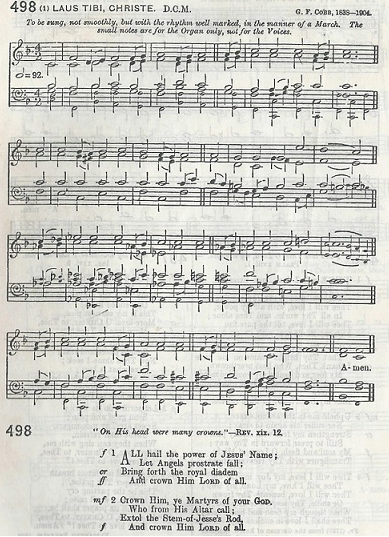 498 (1) LAUS TIBI, CHRISTE. D.C.M. G. F. COBB, 1838—1904.
To be sung, not smoothly, but with the rhythm well marked, in the manner of a March. The
small notes are for the Organ only, not for the Voices.
=92.
A- men.
498 "On His head were many crowns."—REV. xix. 12.
f 1 ALL hail the power of JESUS' Name;
Let Angels prostrate fall;
cr Bring forth the royal diadem
ff And crown Him LORD of all.
mf 2 Crown Him, ye Martyrs of your GOD,
Who from His Altar call;
Extol the Stem-of-Jesse's Rod,
f And crown Him LORD of all.